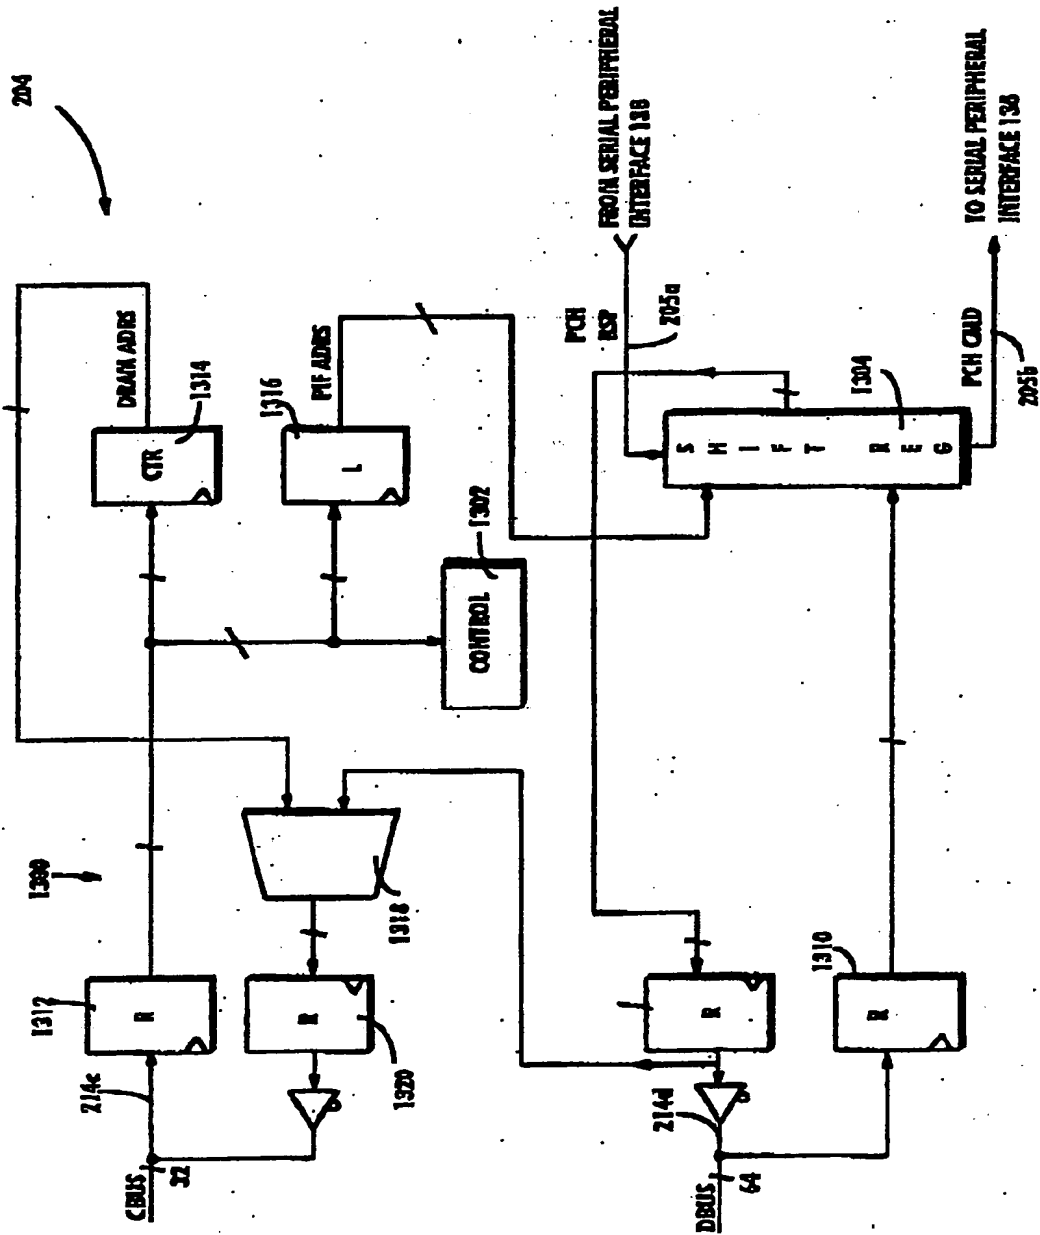 204
1300
CBUS
32
214c
1312
R
R
1320
1318
DRAM ADRS
CTR
1314
PIF ADRS
L
1316
CONTROL
1302
DBUS
64
214d
R
R
1310
SHIFT REG
1304
PCH
RSP
205a
FROM SERIAL PERIPHERAL
INTERFACE 138
PCH CMD
205b
TO SERIAL PERIPHERAL
INTERFACE 138